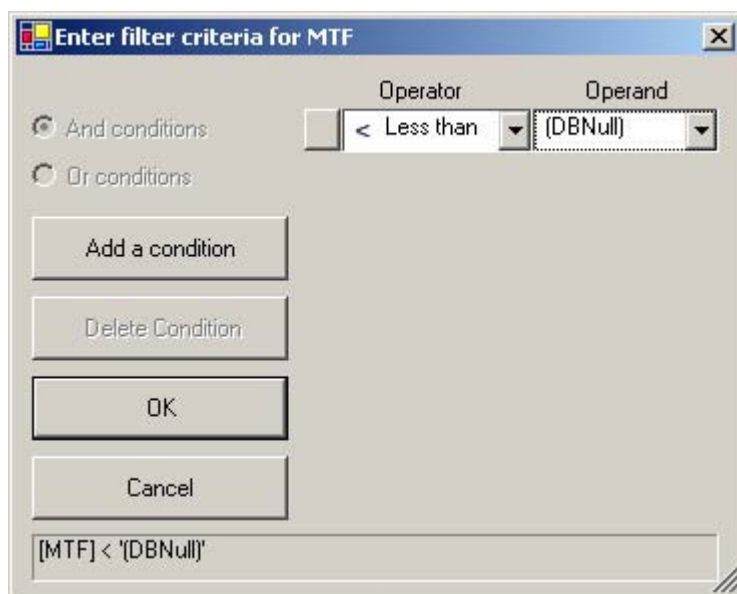 Enter filter criteria for MTF
Operator Operand
And conditions
< Less than (DBNull)
Or conditions
Add a condition
Delete Condition
OK
Cancel
[MTF] < '(DBNull)'